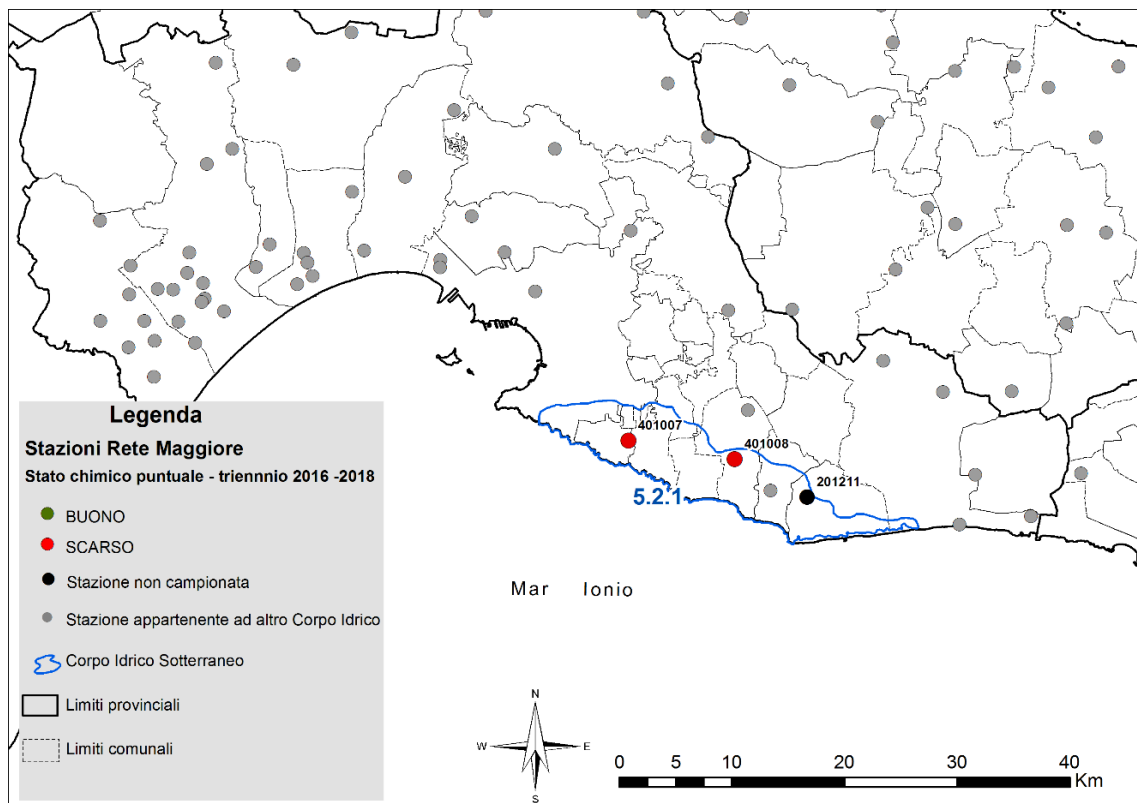 401007
401008
201211
5.2.1
Mar Ionio
Legenda
Stazioni Rete Maggiore
Stato chimico puntuale - triennnio 2016 -2018
BUONO
SCARSO
Stazione non campionata
Stazione appartenente ad altro Corpo Idrico
Corpo Idrico Sotterraneo
Limiti provinciali
Limiti comunali
N
W E
S
0 5 10 20 30 40
Km